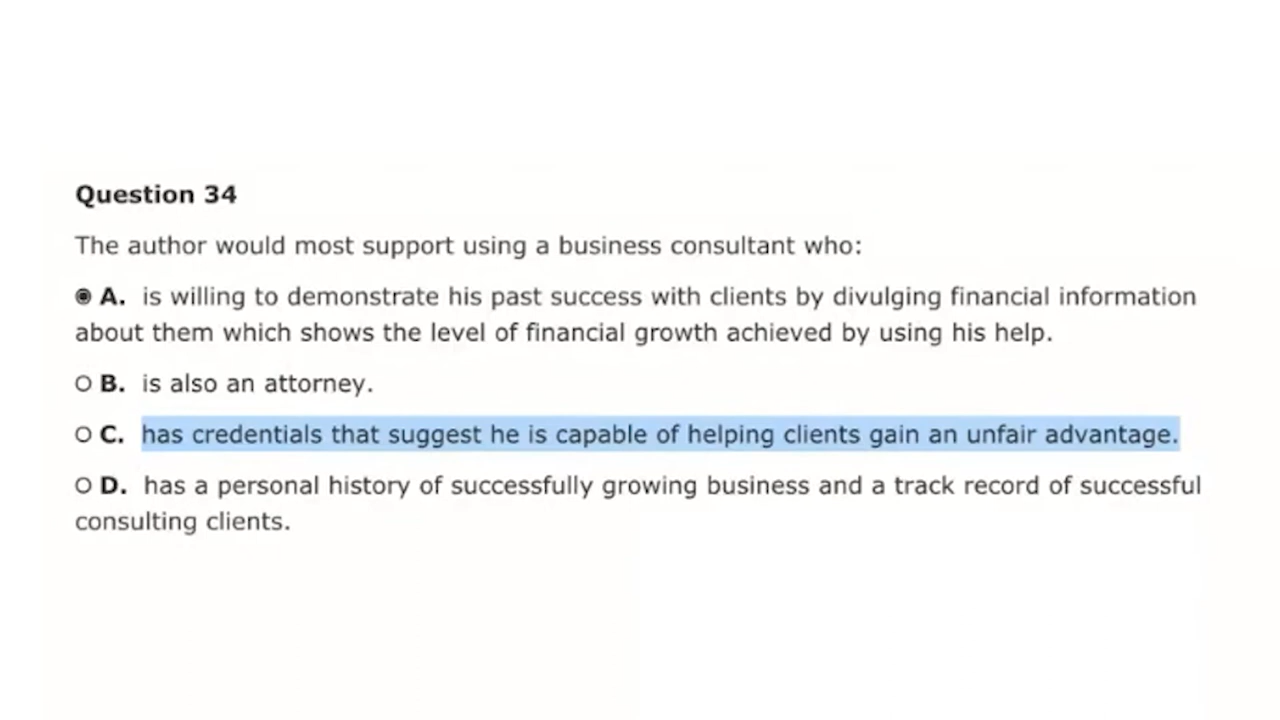 Question 34
The author would most support using a business consultant who:
A. is willing to demonstrate his past success with clients by divulging financial information
about them which shows the level of financial growth achieved by using his help.
B. is also an attorney.
C. has credentials that suggest he is capable of helping clients gain an unfair advantage.
D. has a personal history of successfully growing business and a track record of successful
consulting clients.